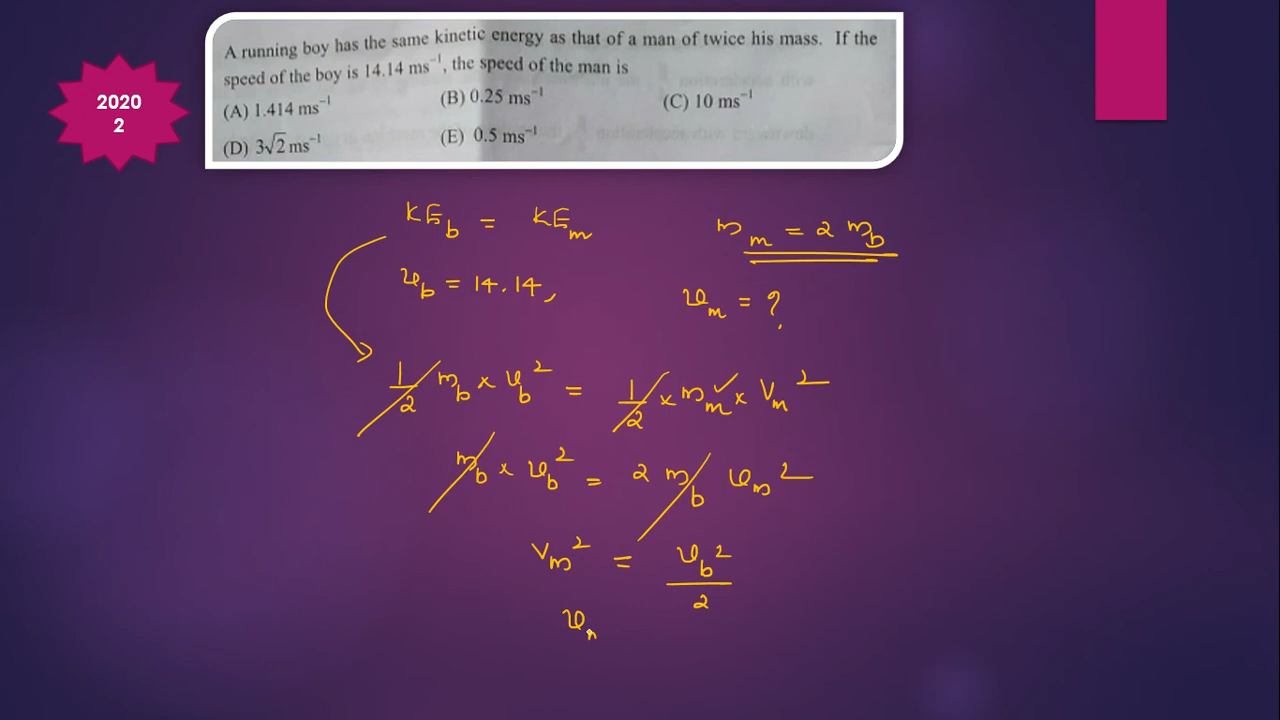 2020
2
A running boy has the same kinetic energy as that of a man of twice his mass. If the
speed of the boy is 14.14 ms⁻¹, the speed of the man is
(A) 1.414 ms⁻¹ (B) 0.25 ms⁻¹ (C) 10 ms⁻¹
(D) 3√2 ms⁻¹ (E) 0.5 ms⁻¹
KE_b = KE_m m_m = 2 m_b
v_b = 14.14, v_m = ?
1/2 m_b × v_b² = 1/2 × m_m × v_m²
m_b × v_b² = 2 m_b v_m²
v_m² = v_b²/2
v